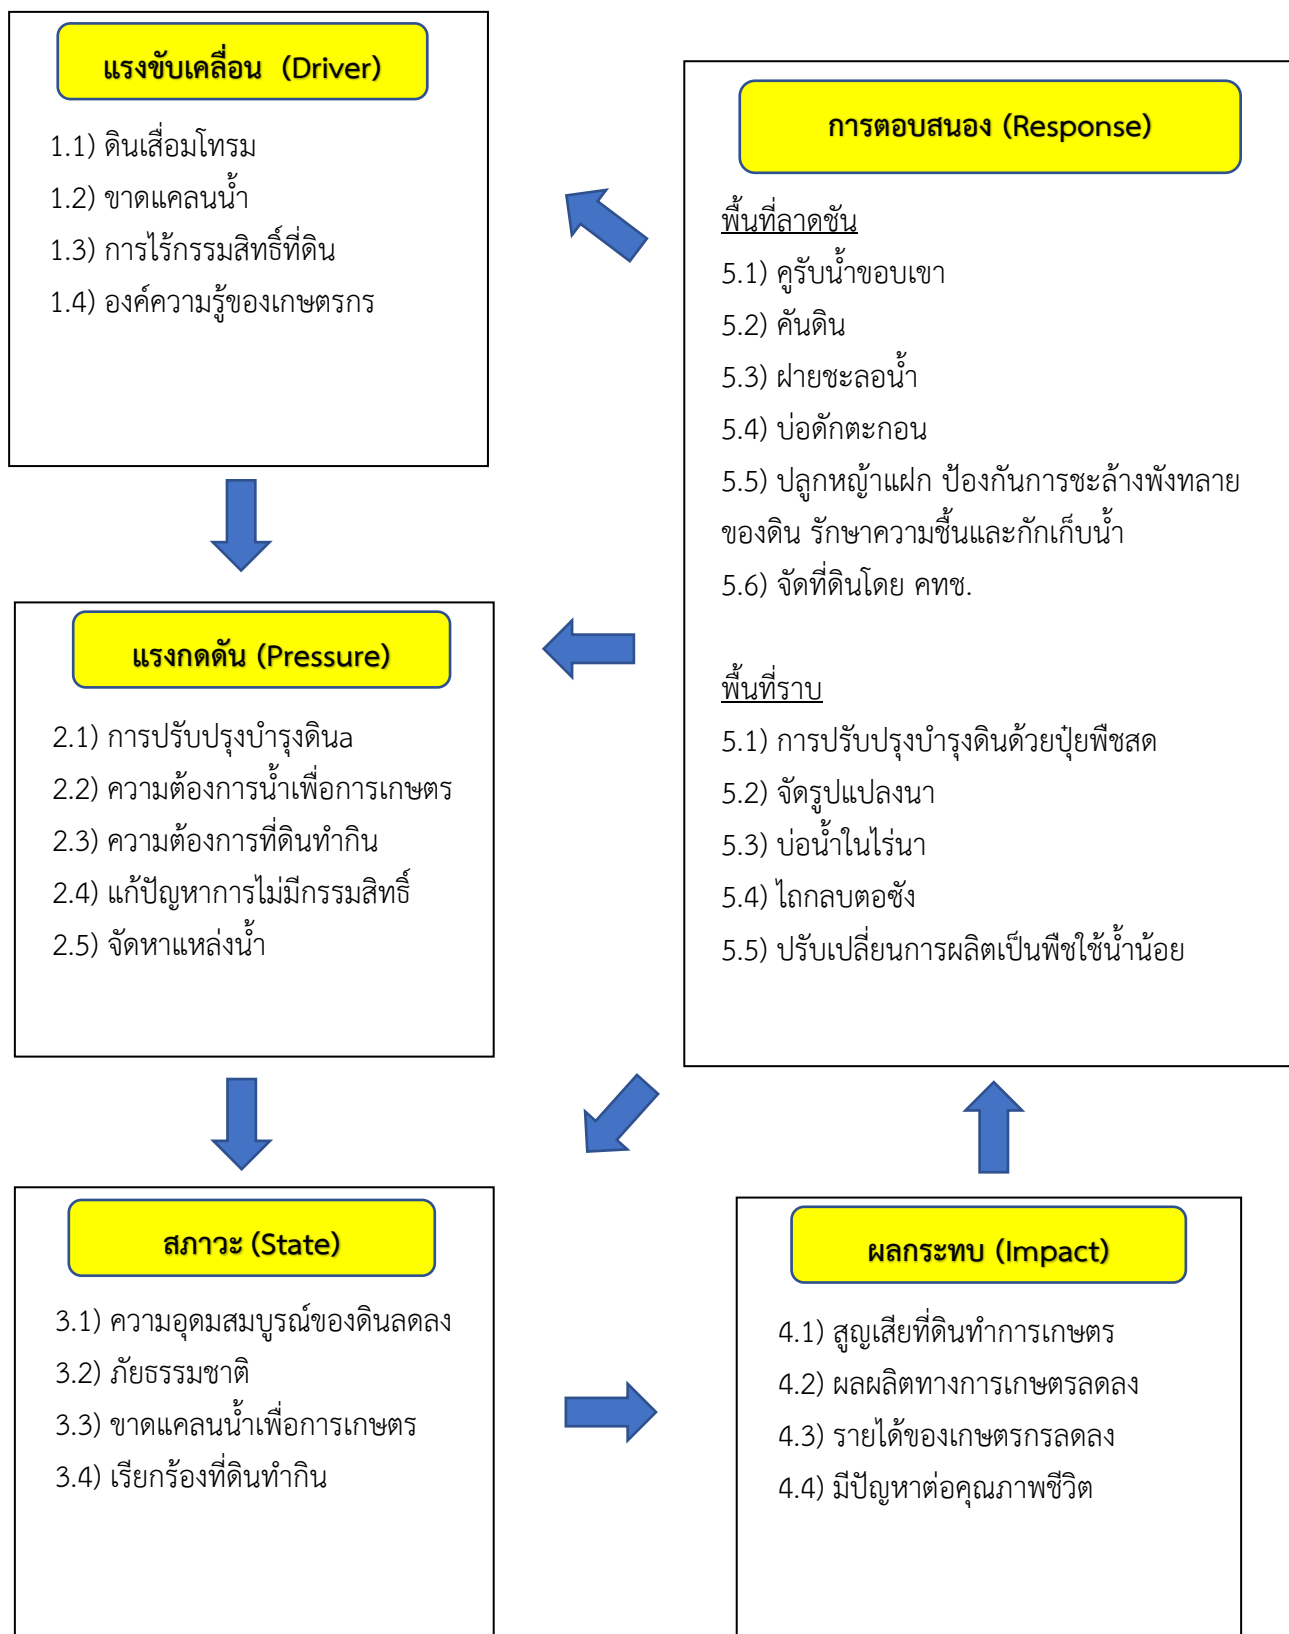 แรงขับเคลื่อน (Driver)
1.1) ดินเสื่อมโทรม
1.2) ขาดแคลนน้ำ
1.3) การไร้กรรมสิทธิ์ที่ดิน
1.4) องค์ความรู้ของเกษตรกร
แรงกดดัน (Pressure)
2.1) การปรับปรุงบำรุงดินa
2.2) ความต้องการน้ำเพื่อการเกษตร
2.3) ความต้องการที่ดินทำกิน
2.4) แก้ปัญหาการไม่มีกรรมสิทธิ์
2.5) จัดหาแหล่งน้ำ
สภาวะ (State)
3.1) ความอุดมสมบูรณ์ของดินลดลง
3.2) ภัยธรรมชาติ
3.3) ขาดแคลนน้ำเพื่อการเกษตร
3.4) เรียกร้องที่ดินทำกิน
ผลกระทบ (Impact)
4.1) สูญเสียที่ดินทำการเกษตร
4.2) ผลผลิตทางการเกษตรลดลง
4.3) รายได้ของเกษตรกรลดลง
4.4) มีปัญหาต่อคุณภาพชีวิต
การตอบสนอง (Response)
พื้นที่ลาดชัน
5.1) คูรับน้ำขอบเขา
5.2) คันดิน
5.3) ฝายชะลอน้ำ
5.4) บ่อดักตะกอน
5.5) ปลูกหญ้าแฝก ป้องกันการชะล้างพังทลาย
ของดิน รักษาความชื้นและกักเก็บน้ำ
5.6) จัดที่ดินโดย คทช.
พื้นที่ราบ
5.1) การปรับปรุงบำรุงดินด้วยปุ๋ยพืชสด
5.2) จัดรูปแปลงนา
5.3) บ่อน้ำในไร่นา
5.4) ไถกลบตอซัง
5.5) ปรับเปลี่ยนการผลิตเป็นพืชใช้น้ำน้อย